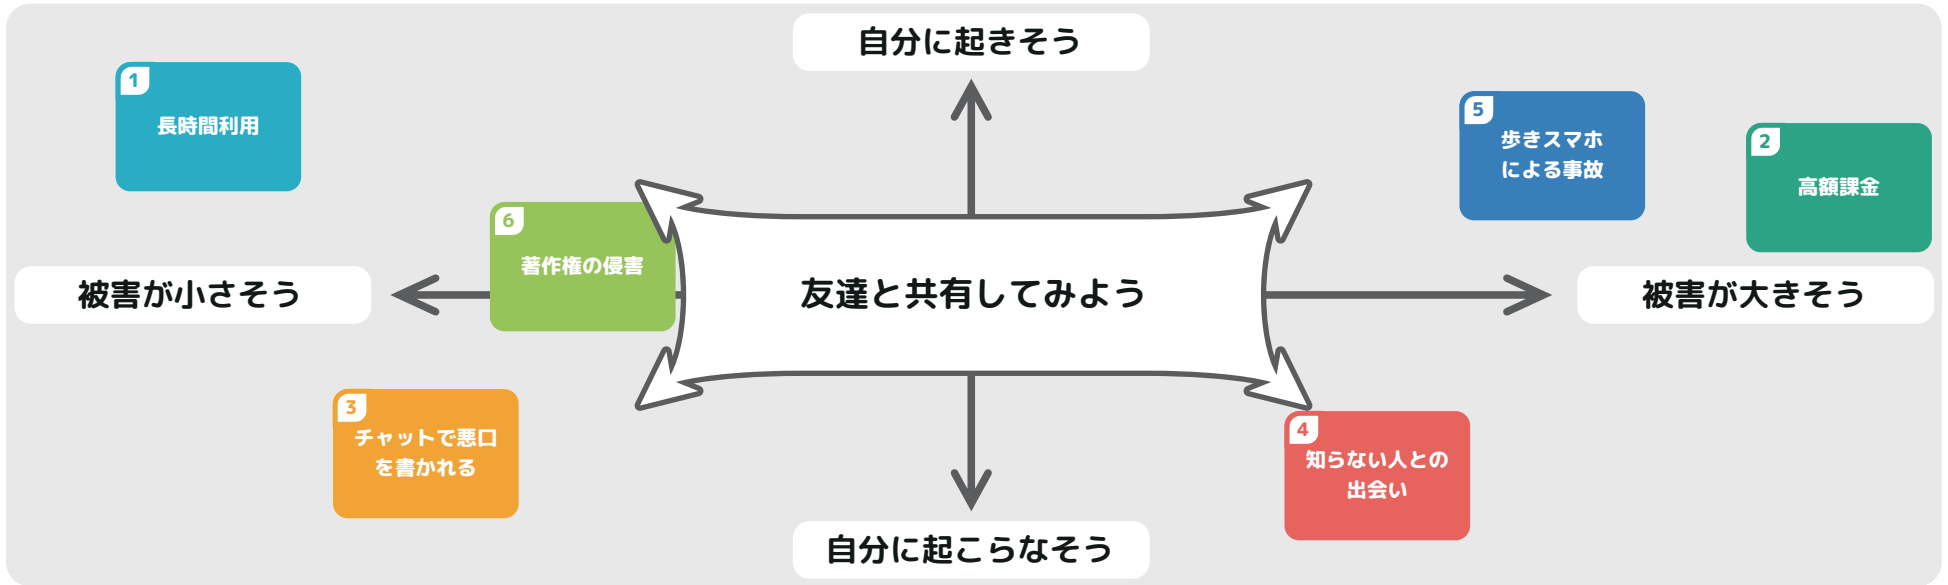 自分に起きそう
1
長時間利用
5
歩きスマホ
による事故
2
高額課金
6
著作権の侵害
被害が小さそう
友達と共有してみよう
被害が大きそう
3
チャットで悪口
を書かれる
4
知らない人との
出会い
自分に起こらなそう